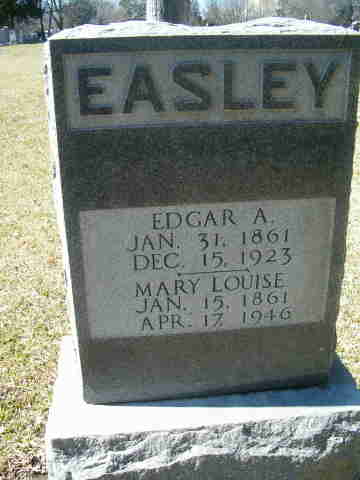 EASLEY
EDGAR A.
JAN. 31, 1861
DEC. 15, 1923
MARY LOUISE
JAN. 15, 1861
APR. 17, 1946